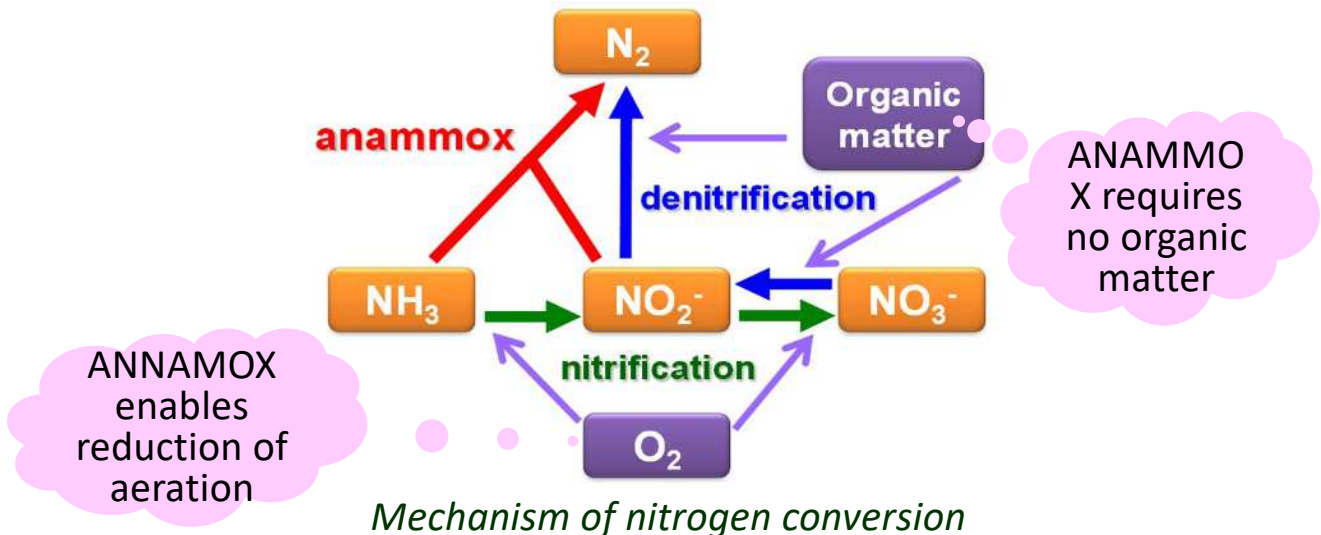 N₂
Organic
matter
anammox
ANAMMO
X requires
no organic
matter
denitrification
NH₃
NO₂⁻
NO₃⁻
nitrification
ANNAMOX
enables
reduction of
aeration
O₂
Mechanism of nitrogen conversion